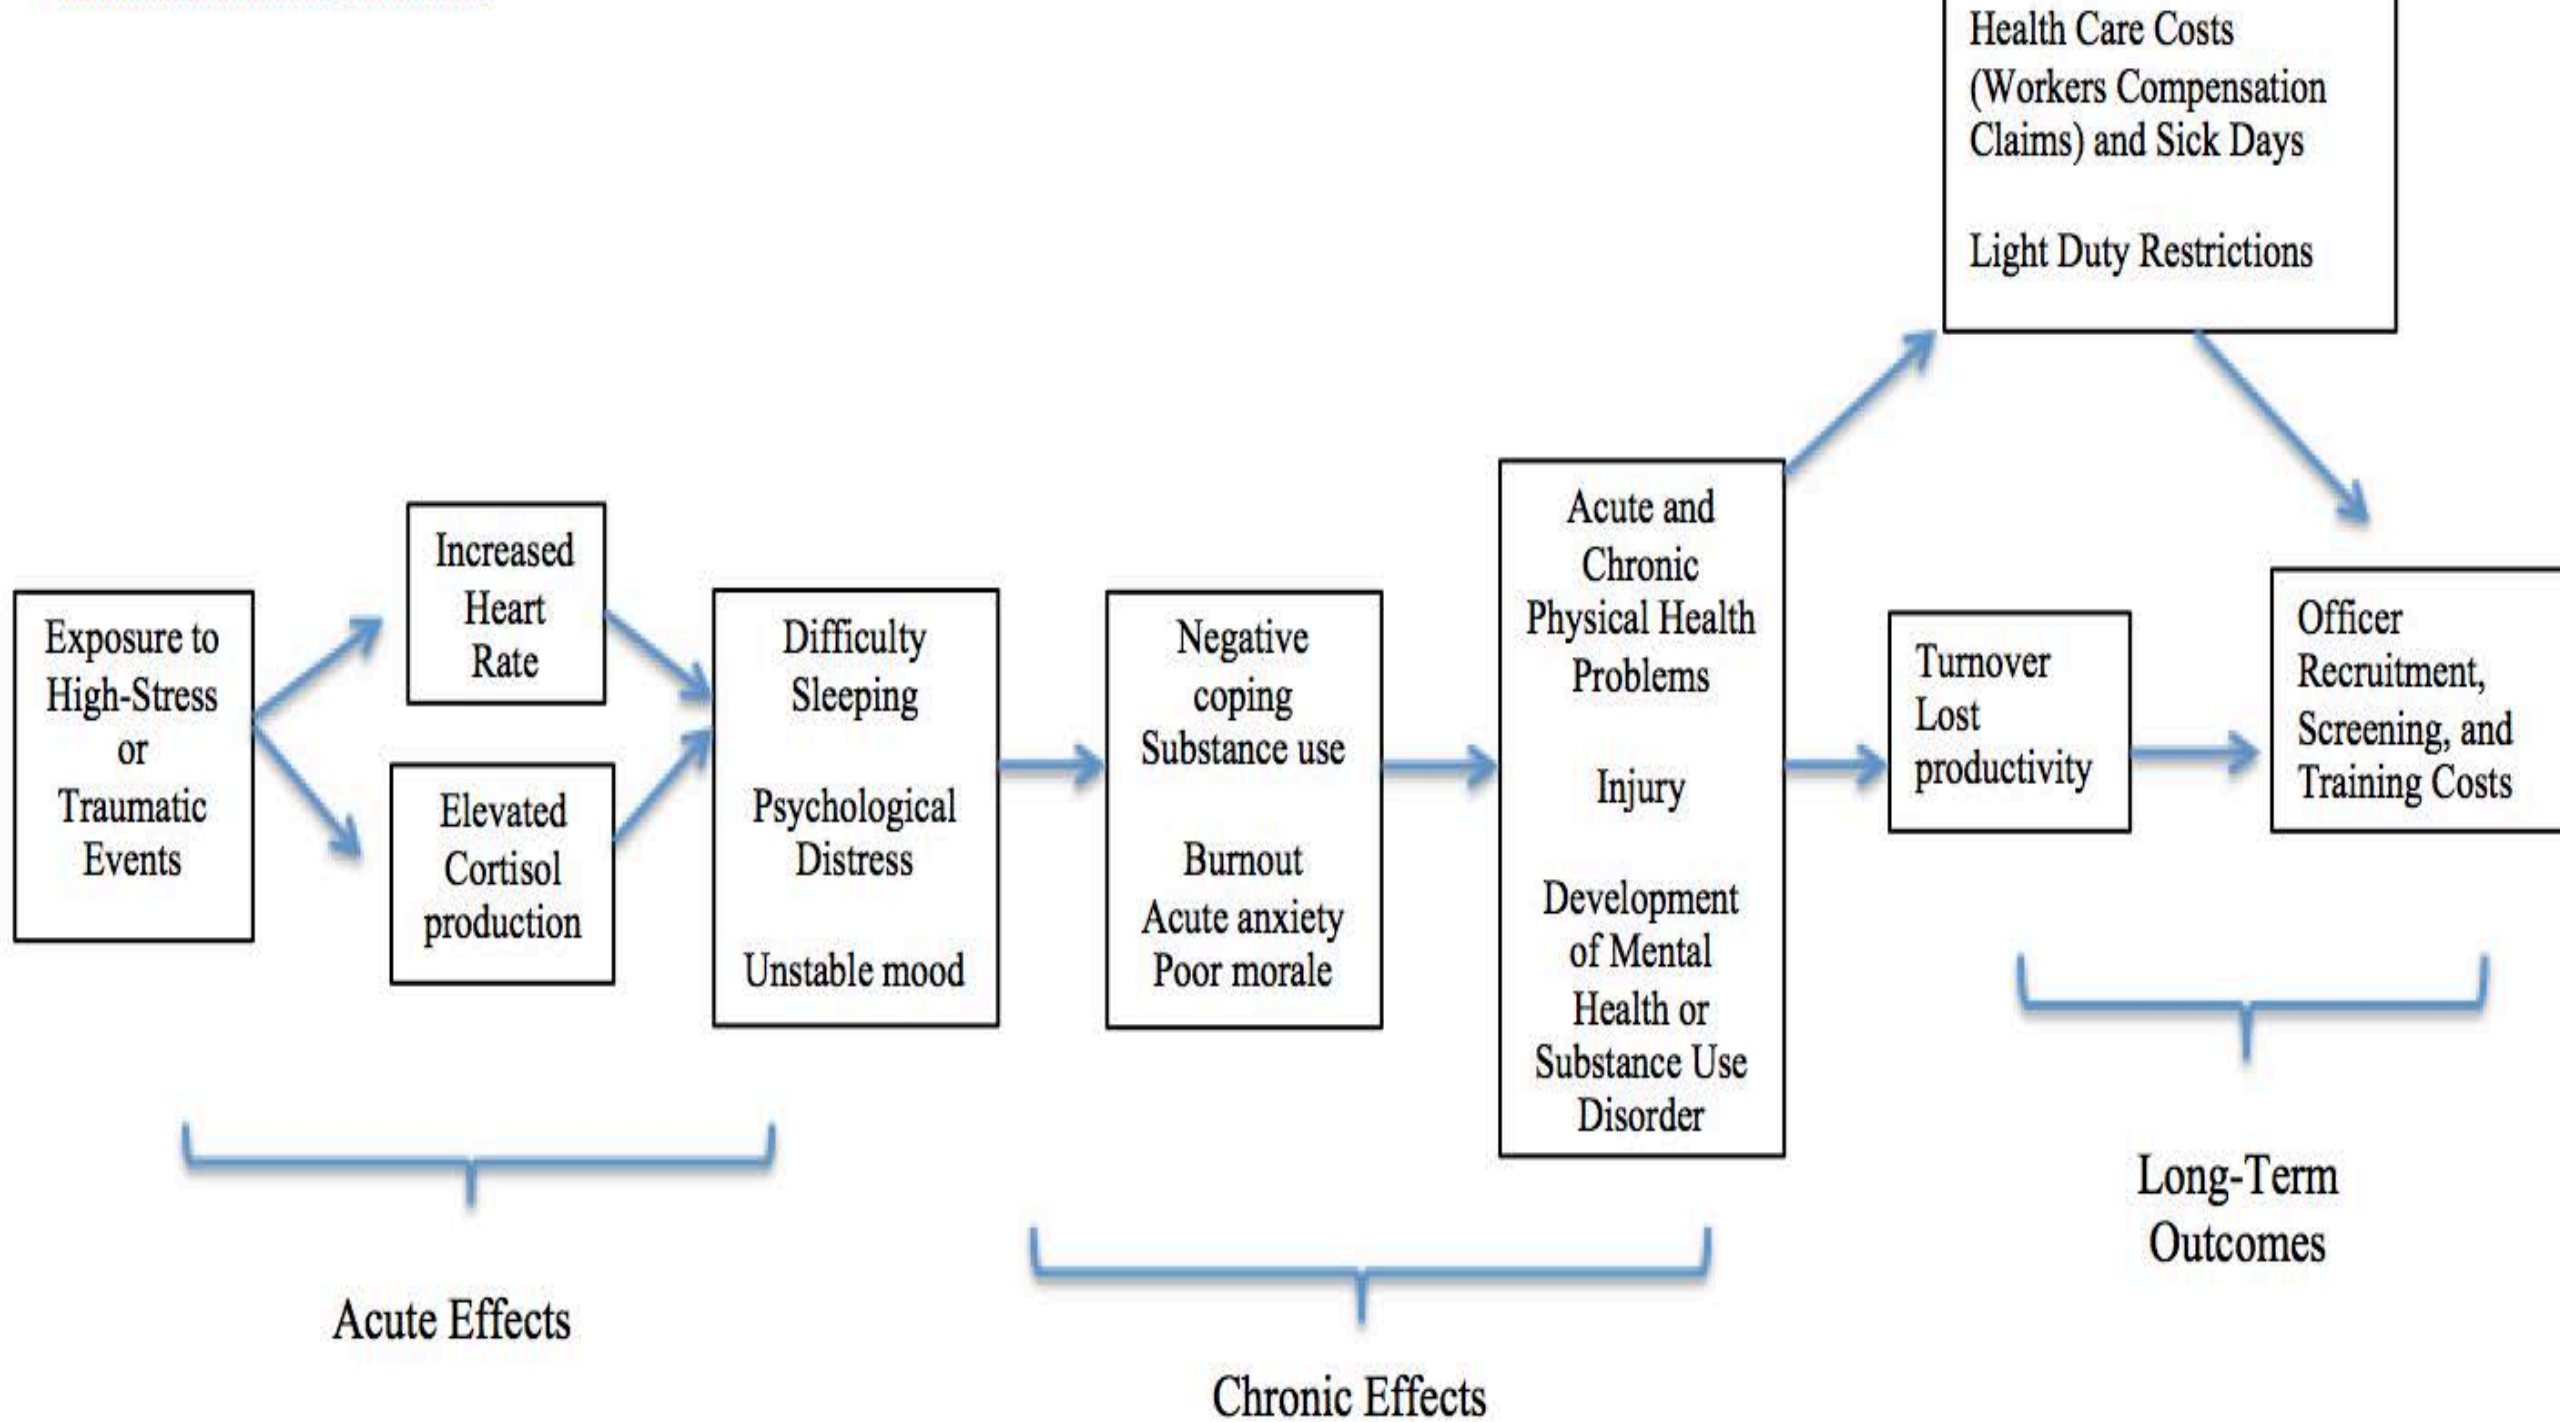 Health Care Costs
(Workers Compensation
Claims) and Sick Days
Light Duty Restrictions
Exposure to
High-Stress
or
Traumatic
Events
Increased
Heart
Rate
Elevated
Cortisol
production
Difficulty
Sleeping
Psychological
Distress
Unstable mood
Negative
coping
Substance use
Burnout
Acute anxiety
Poor morale
Acute and
Chronic
Physical Health
Problems
Injury
Development
of Mental
Health or
Substance Use
Disorder
Turnover
Lost
productivity
Officer
Recruitment,
Screening, and
Training Costs
Acute Effects
Chronic Effects
Long-Term
Outcomes